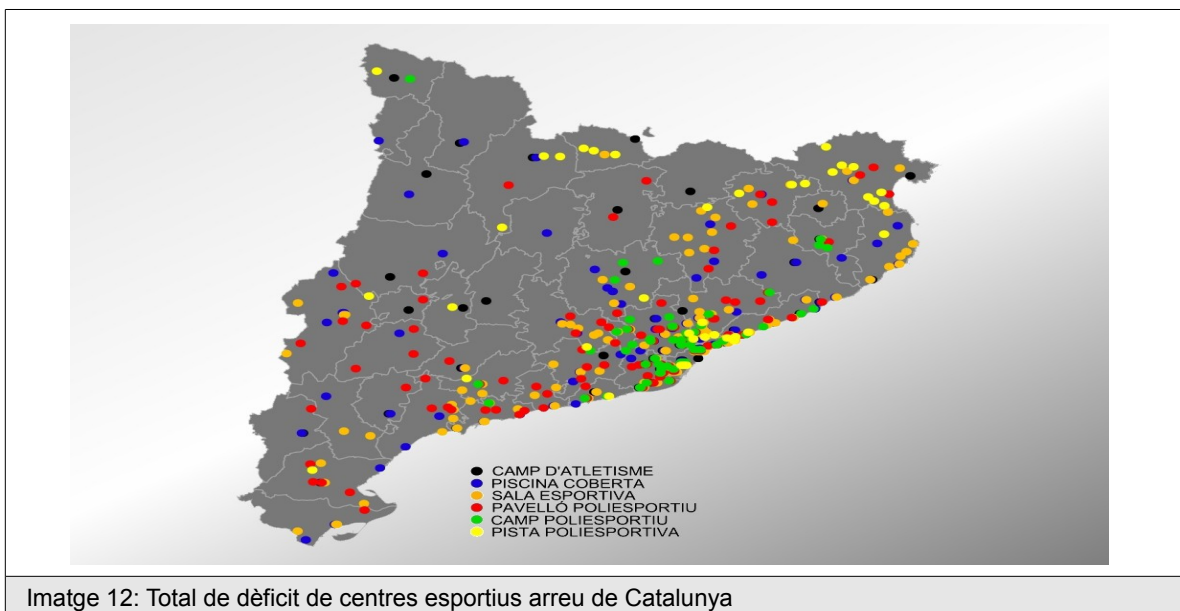 CAMP D'ATLETISME
PISCINA COBERTA
SALA ESPORTIVA
PAVELLÓ POLIESPORTIU
CAMP POLIESPORTIU
PISTA POLIESPORTIVA
Imatge 12: Total de dèficit de centres esportius arreu de Catalunya